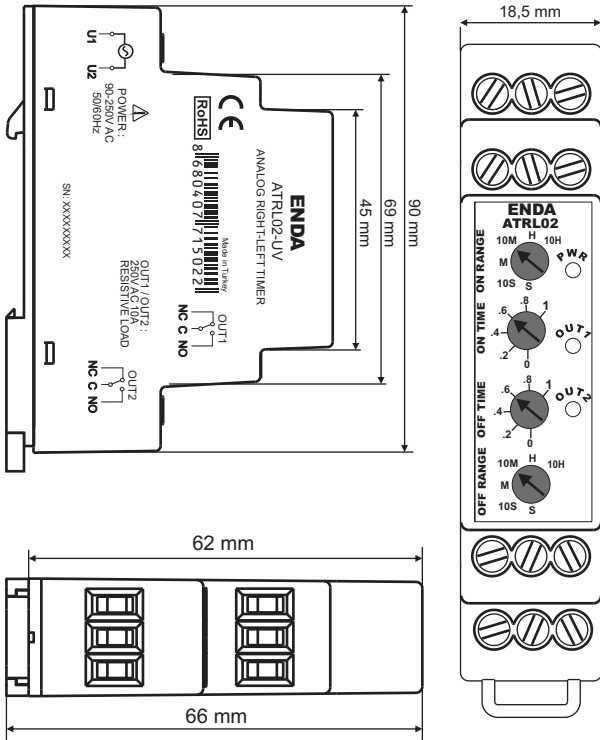 18,5 mm
U1
U2
POWER :
90-250V AC
50/60Hz
SN: XXXXXXXXX
CE
RoHS
8 680407 715022
Made in Turkey
ENDA
ATRL02-UV
ANALOG RIGHT-LEFT TIMER
OUT1 / OUT2 :
250V AC 10A
RESISTIVE LOAD
OUT1
NC C NO
OUT2
NC C NO
45 mm
69 mm
90 mm
ENDA
ATRL02
ON RANGE
H
10M
10H
M
10S
S
PWR
ON TIME
.8
1
.6
.4
.2
0
OUT1
OFF TIME
.8
1
.6
.4
.2
0
OUT2
OFF RANGE
H
10M
10H
M
10S
S
62 mm
66 mm